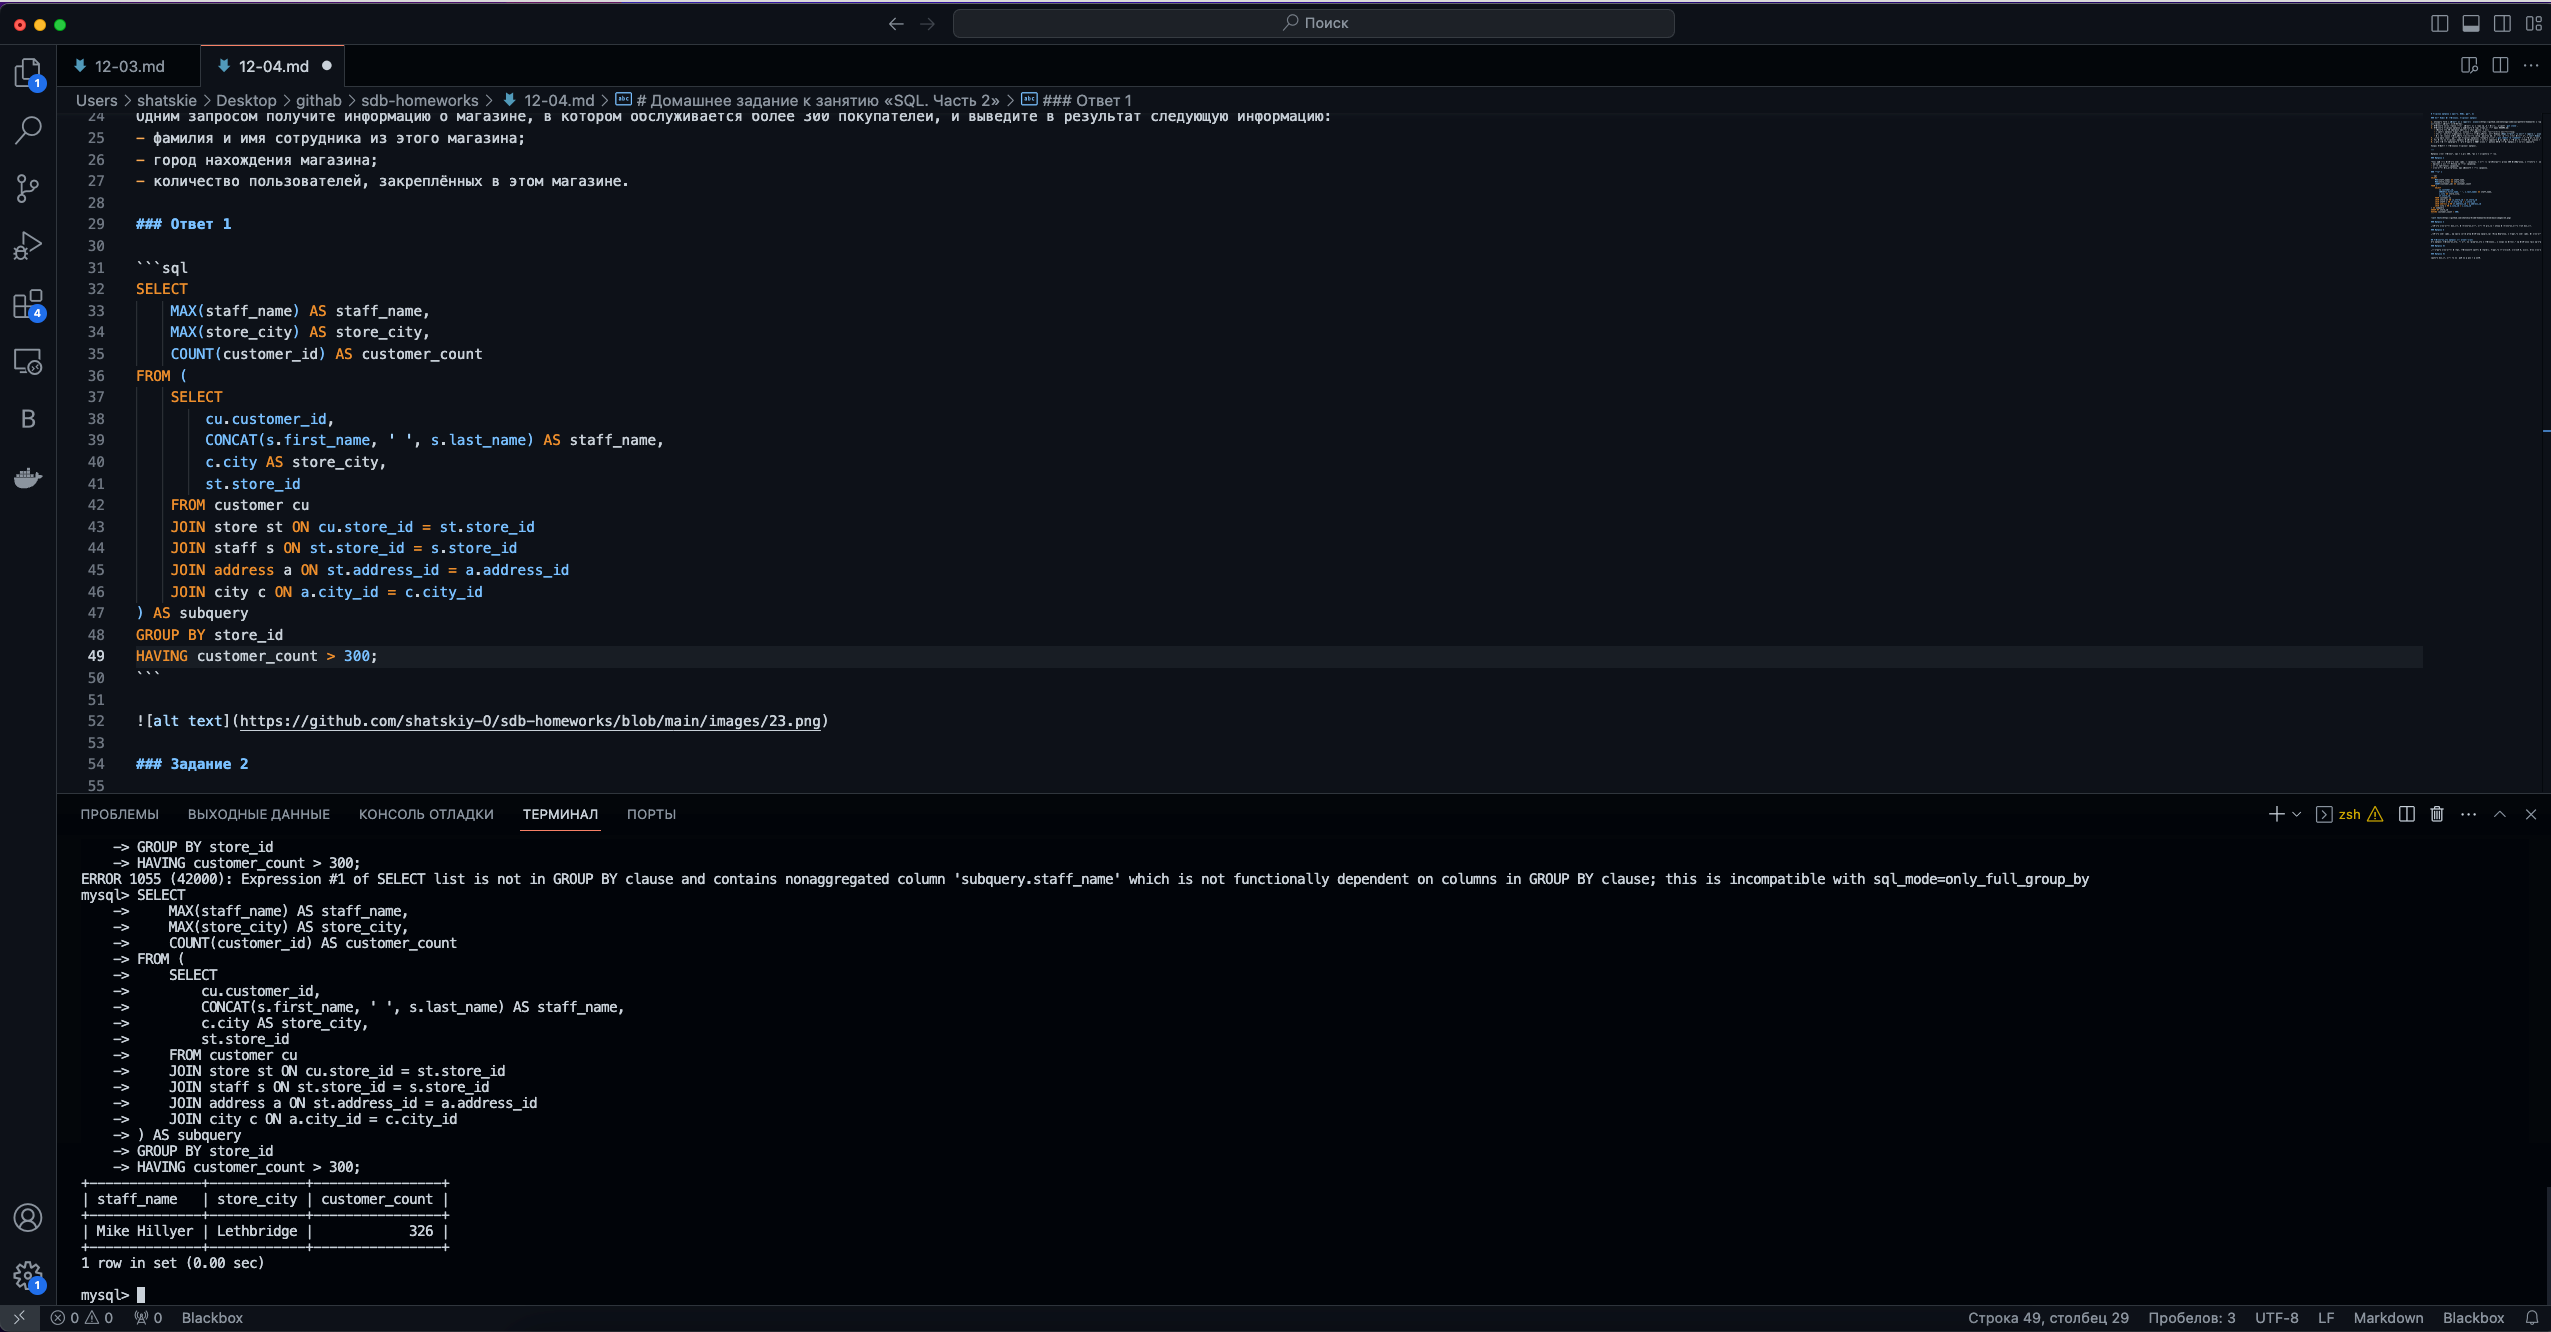 Поиск
12-03.md
12-04.md
Users > shatskie > Desktop > githab > sdb-homeworks > 12-04.md > # Домашнее задание к занятию «SQL. Часть 2» > ### Ответ 1
24 Одним запросом получите информацию о магазине, в котором обслуживается более 300 покупателей, и выведите в результат следующую информацию:
25 - фамилия и имя сотрудника из этого магазина;
26 - город нахождения магазина;
27 - количество пользователей, закреплённых в этом магазине.
28
29 ### Ответ 1
30
31 ```sql
32 SELECT
33     MAX(staff_name) AS staff_name,
34     MAX(store_city) AS store_city,
35     COUNT(customer_id) AS customer_count
36 FROM (
37     SELECT
38         cu.customer_id,
39         CONCAT(s.first_name, ' ', s.last_name) AS staff_name,
40         c.city AS store_city,
41         st.store_id
42     FROM customer cu
43     JOIN store st ON cu.store_id = st.store_id
44     JOIN staff s ON st.store_id = s.store_id
45     JOIN address a ON st.address_id = a.address_id
46     JOIN city c ON a.city_id = c.city_id
47 ) AS subquery
48 GROUP BY store_id
49 HAVING customer_count > 300;
50 ```
51
52 ![alt text](https://github.com/shatskiy-O/sdb-homeworks/blob/main/images/23.png)
53
54 ### Задание 2
55
ПРОБЛЕМЫ ВЫХОДНЫЕ ДАННЫЕ КОНСОЛЬ ОТЛАДКИ ТЕРМИНАЛ ПОРТЫ zsh
    -> GROUP BY store_id
    -> HAVING customer_count > 300;
ERROR 1055 (42000): Expression #1 of SELECT list is not in GROUP BY clause and contains nonaggregated column 'subquery.staff_name' which is not functionally dependent on columns in GROUP BY clause; this is incompatible with sql_mode=only_full_group_by
mysql> SELECT
    ->     MAX(staff_name) AS staff_name,
    ->     MAX(store_city) AS store_city,
    ->     COUNT(customer_id) AS customer_count
    -> FROM (
    ->     SELECT
    ->         cu.customer_id,
    ->         CONCAT(s.first_name, ' ', s.last_name) AS staff_name,
    ->         c.city AS store_city,
    ->         st.store_id
    ->     FROM customer cu
    ->     JOIN store st ON cu.store_id = st.store_id
    ->     JOIN staff s ON st.store_id = s.store_id
    ->     JOIN address a ON st.address_id = a.address_id
    ->     JOIN city c ON a.city_id = c.city_id
    -> ) AS subquery
    -> GROUP BY store_id
    -> HAVING customer_count > 300;
+--------------+------------+----------------+
| staff_name   | store_city | customer_count |
+--------------+------------+----------------+
| Mike Hillyer | Lethbridge |            326 |
+--------------+------------+----------------+
1 row in set (0.00 sec)
mysql>
1
4
B
1
0 0 0 Blackbox Строка 49, столбец 29 Пробелов: 3 UTF-8 LF Markdown Blackbox